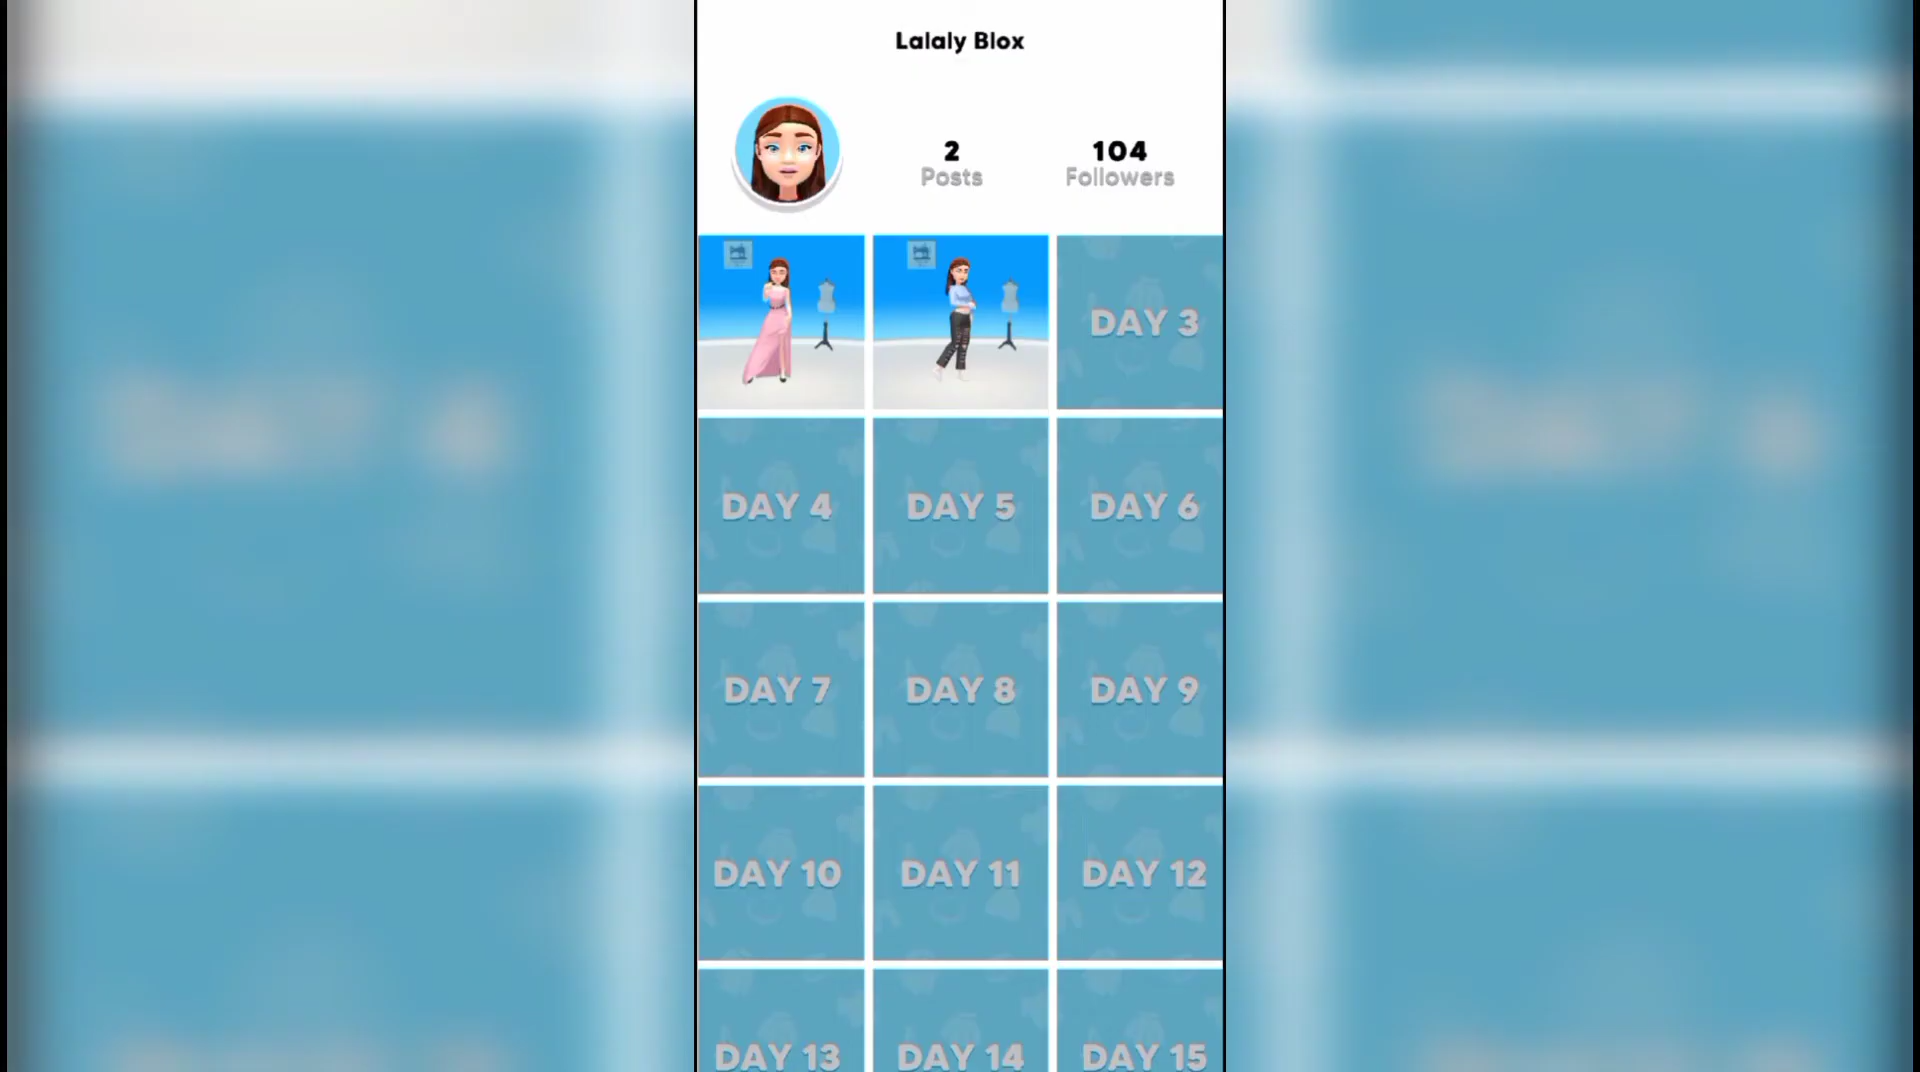 Lalaly Blox
2
Posts
104
Followers
DAY 3
DAY 4
DAY 5
DAY 6
DAY 7
DAY 8
DAY 9
DAY 10
DAY 11
DAY 12
DAY 13
DAY 14
DAY 15